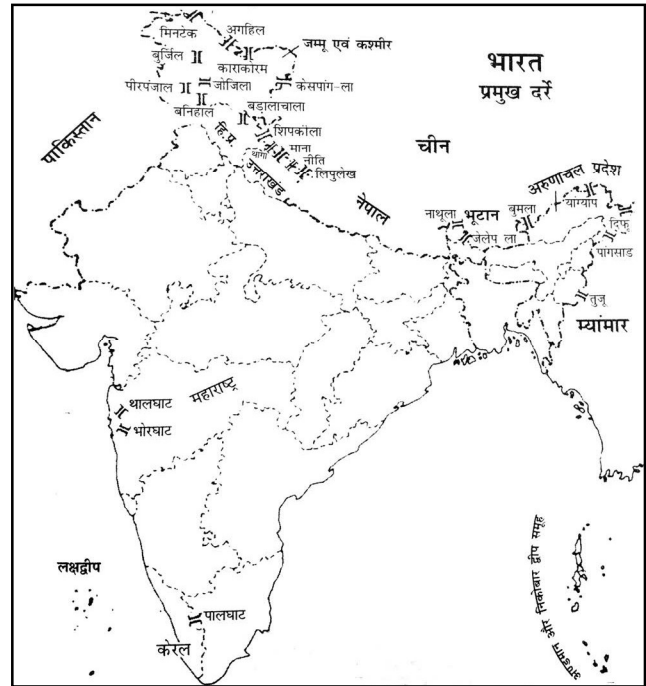 मिनटेक
अगहिल
जम्मू एवं कश्मीर
बुर्जिल
काराकोरम
भारत
प्रमुख दर्रे
पीरपंजाल
जोजिला
केसपांग-ला
बनिहाल
बड़ालाचाला
पाकिस्तान
हि.प्र.
शिपकीला
माना
थागा
नीति
लिपुलेख
उत्तराखंड
चीन
नेपाल
नाथूला
भूटान
बुमला
अरुणाचल प्रदेश
यांग्याप
दिफु
जेलेप ला
पांगसाड
तुजू
म्यांमार
थालघाट
महाराष्ट्र
भोरघाट
लक्षद्वीप
पालघाट
केरल
अण्डमान और निकोबार द्वीप समूह